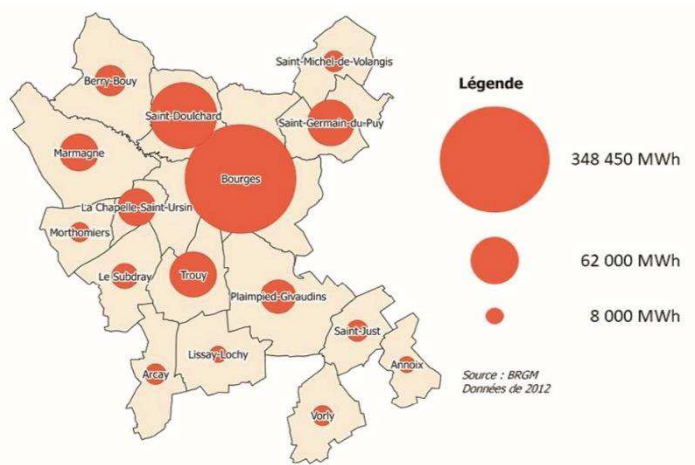 Saint-Michel-de-Volangis
Berry-Bouy
Saint-Doulchard
Saint-Germain-du-Puy
Marmagne
Bourges
La Chapelle-Saint-Ursin
Morthomiers
Le Subdray
Trouy
Plaimpied-Givaudins
Saint-Just
Lissay-Lochy
Annoix
Arcay
Vorly
Légende
348 450 MWh
62 000 MWh
8 000 MWh
Source : BRGM
Données de 2012